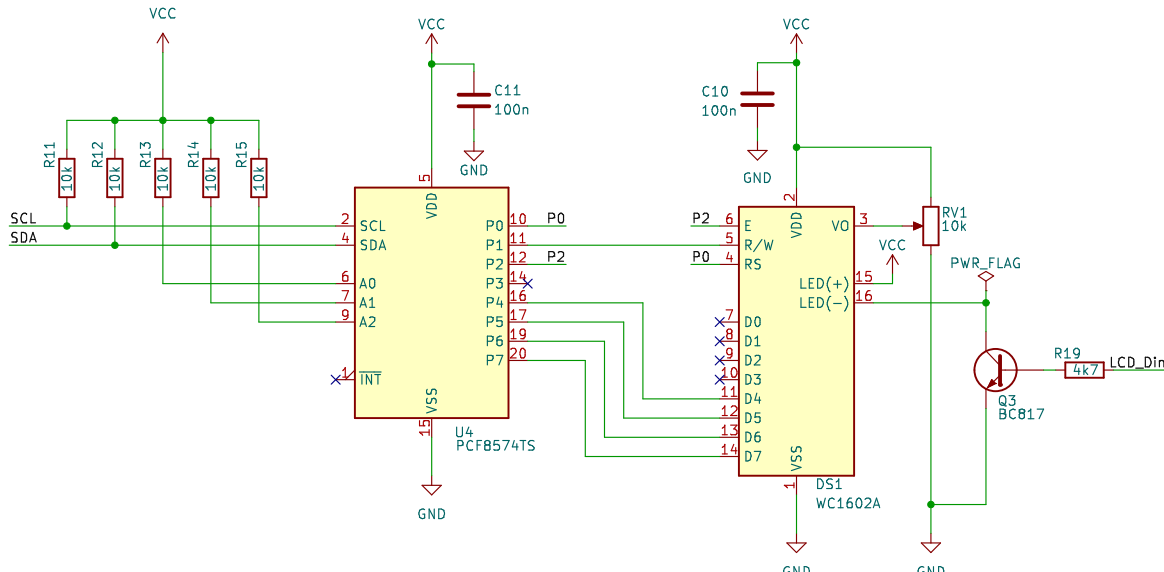 VCC
VCC
VCC
C11
100n
GND
C10
100n
GND
R11
10k
R12
10k
R13
10k
R14
10k
R15
10k
SCL
SDA
2 SCL
4 SDA
6 A0
7 A1
9 A2
1 INT
5
VDD
P0 10
P1 11
P2 12
P3 14
P4 16
P5 17
P6 19
P7 20
VSS
15
U4
PCF8574TS
GND
P0
P2
P2
P0
6 E
5 R/W
4 RS
7 D0
8 D1
9 D2
10 D3
11 D4
12 D5
13 D6
14 D7
2
VDD
VO 3
LED(+) 15
LED(-) 16
VSS
1
DS1
WC1602A
GND
RV1
10k
VCC
PWR_FLAG
R19
4k7
LCD_Dim
Q3
BC817
GND